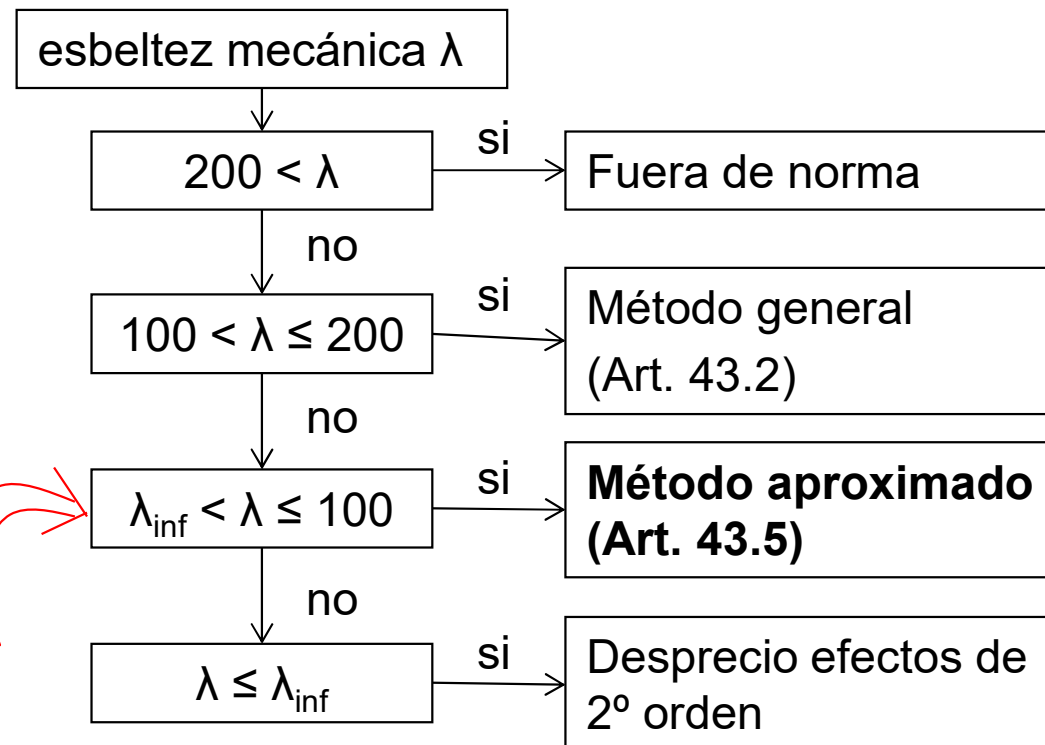 esbeltez mecánica λ
200 < λ
si
Fuera de norma
no
100 < λ ≤ 200
si
Método general
(Art. 43.2)
no
λinf < λ ≤ 100
si
Método aproximado
(Art. 43.5)
no
λ ≤ λinf
si
Desprecio efectos de
2º orden